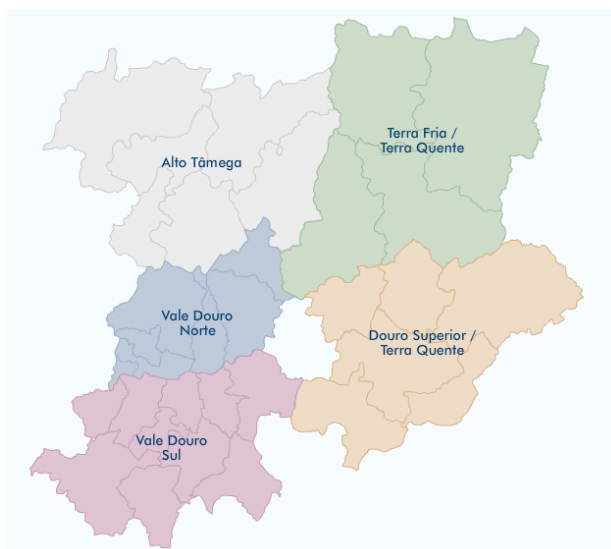 Terra Fria /
Terra Quente
Alto Tâmega
Vale Douro
Norte
Douro Superior /
Terra Quente
Vale Douro
Sul